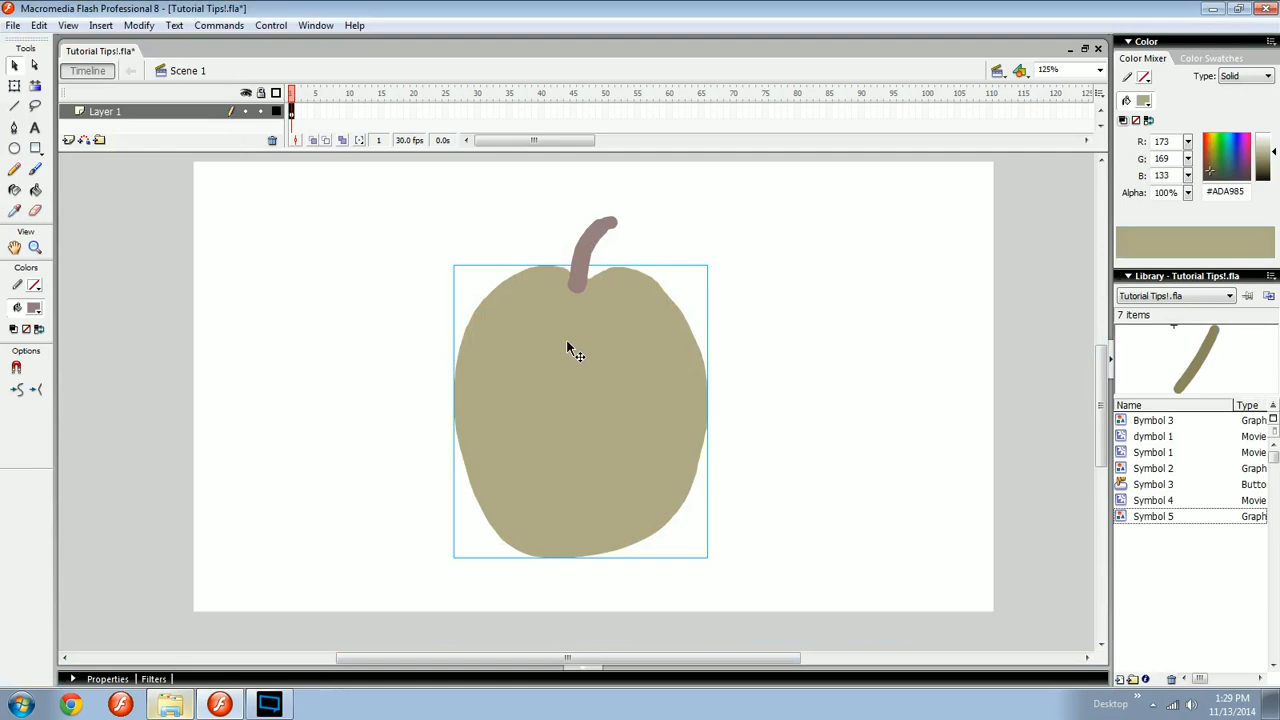 Macromedia Flash Professional 8 - [Tutorial Tips!.fla*]
File Edit View Insert Modify Text Commands Control Window Help
Tools
Tutorial Tips!.fla*
Timeline
Scene 1
125%
1 5 10 15 20 25 30 35 40 45 50 55 60 65 70 75 80 85 90 95 100 105 110 115 120 125
Layer 1
1 30.0 fps 0.0s
View
Colors
Options
Color
Color Mixer Color Swatches
Type: Solid
R: 173
G: 169
B: 133
Alpha: 100% #ADA985
Library - Tutorial Tips!.fla
Tutorial Tips!.fla
7 items
Name Type
Bymbol 3 Graph
dymbol 1 Movie
Symbol 1 Movie
Symbol 2 Graph
Symbol 3 Butto
Symbol 4 Movie
Symbol 5 Graph
Properties Filters
Desktop
1:29 PM
11/13/2014